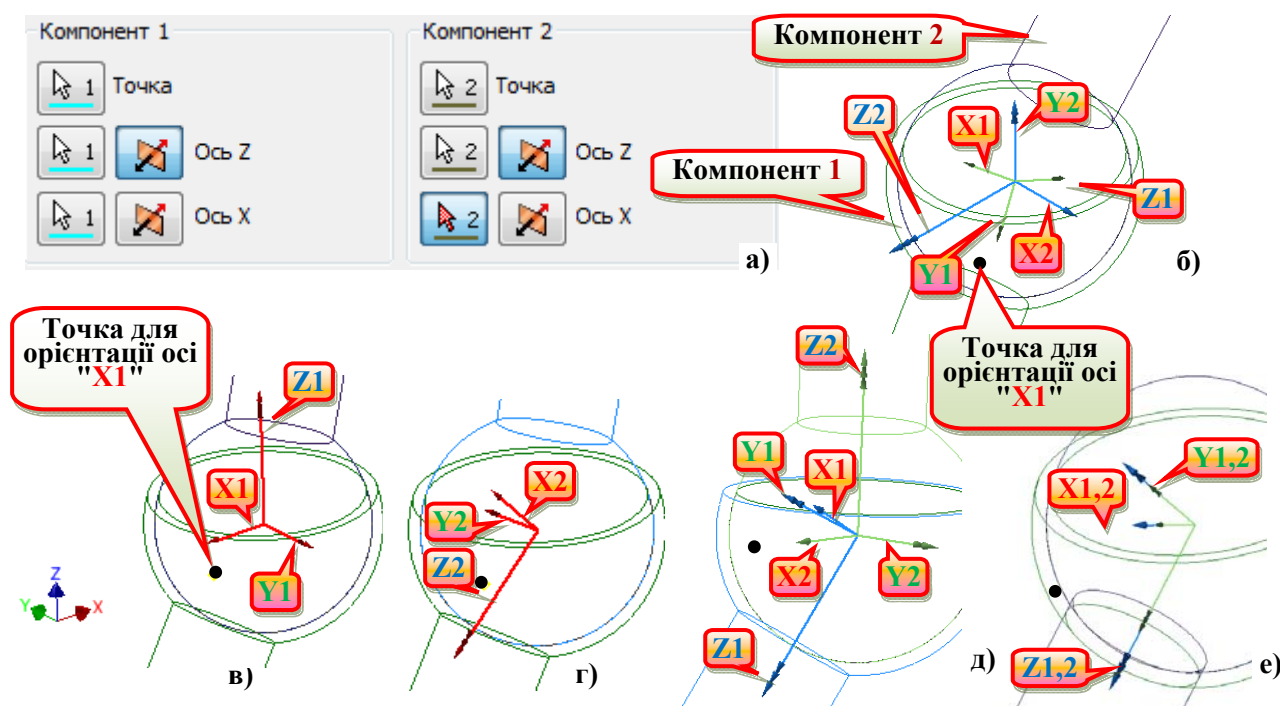 Компонент 1
Компонент 2
1 Точка
2 Точка
1 Ось Z
2 Ось Z
1 Ось X
2 Ось X
а)
Компонент 2
Y2
X1
Z2
Компонент 1
Z1
X2
Y1
б)
Точка для
орієнтації осі
"X1"
Точка для
орієнтації осі
"X1"
Z1
X1
Y1
Z
Y
X
в)
X2
Y2
Z2
г)
Z2
Y1
X1
X2
Y2
Z1
д)
Y1,2
X1,2
Z1,2
е)